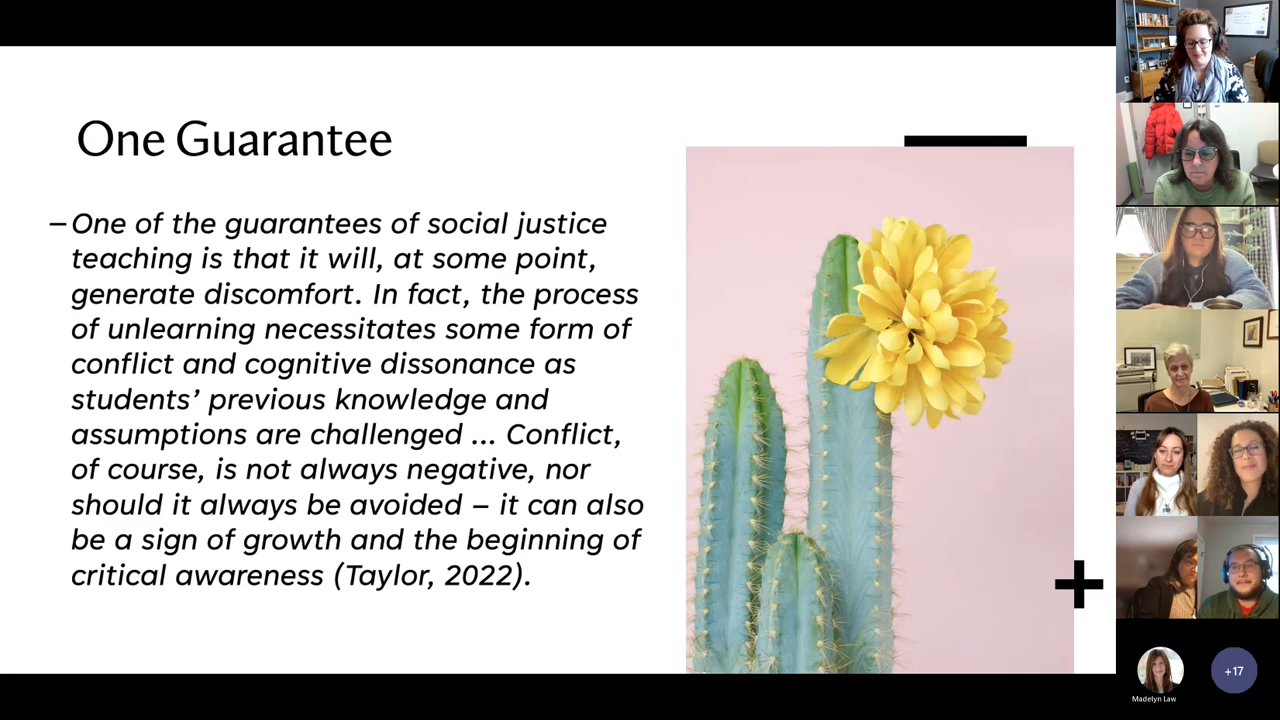 One Guarantee
– One of the guarantees of social justice
teaching is that it will, at some point,
generate discomfort. In fact, the process
of unlearning necessitates some form of
conflict and cognitive dissonance as
students’ previous knowledge and
assumptions are challenged ... Conflict,
of course, is not always negative, nor
should it always be avoided – it can also
be a sign of growth and the beginning of
critical awareness (Taylor, 2022).
Madelyn Law
+17